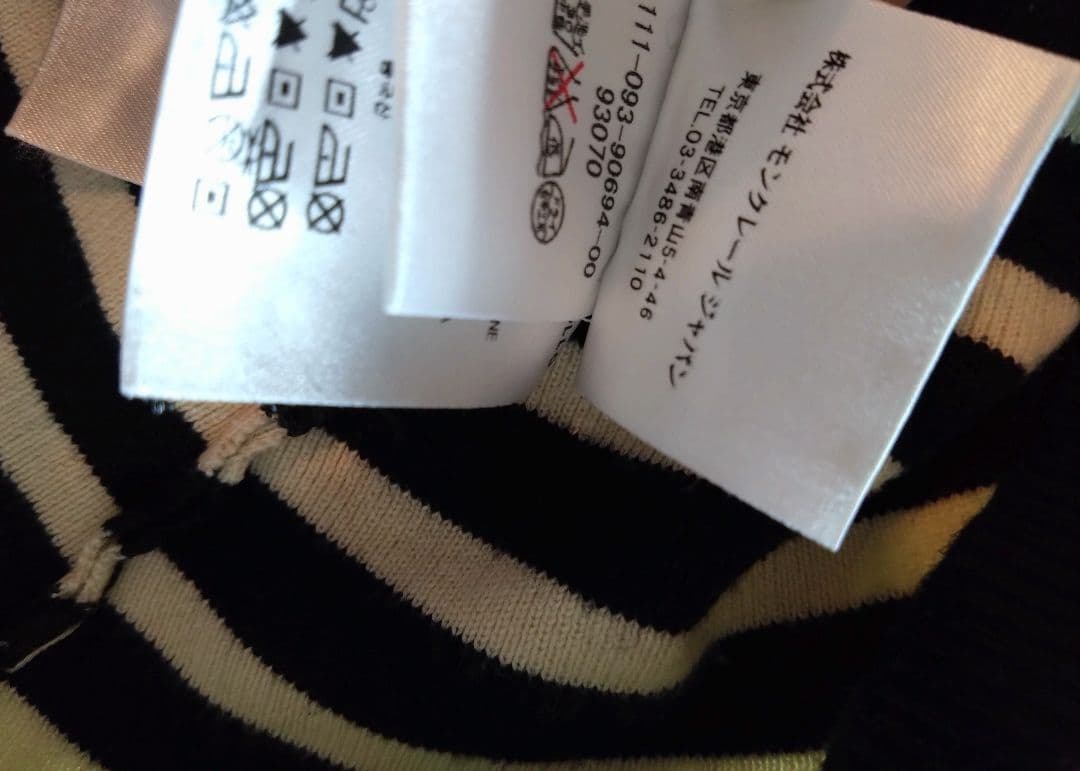 株式会社 モンクレール ジャパン
東京都港区南青山5-4-46
TEL.03-3486-2110
111-093-90694-00
93070
NE